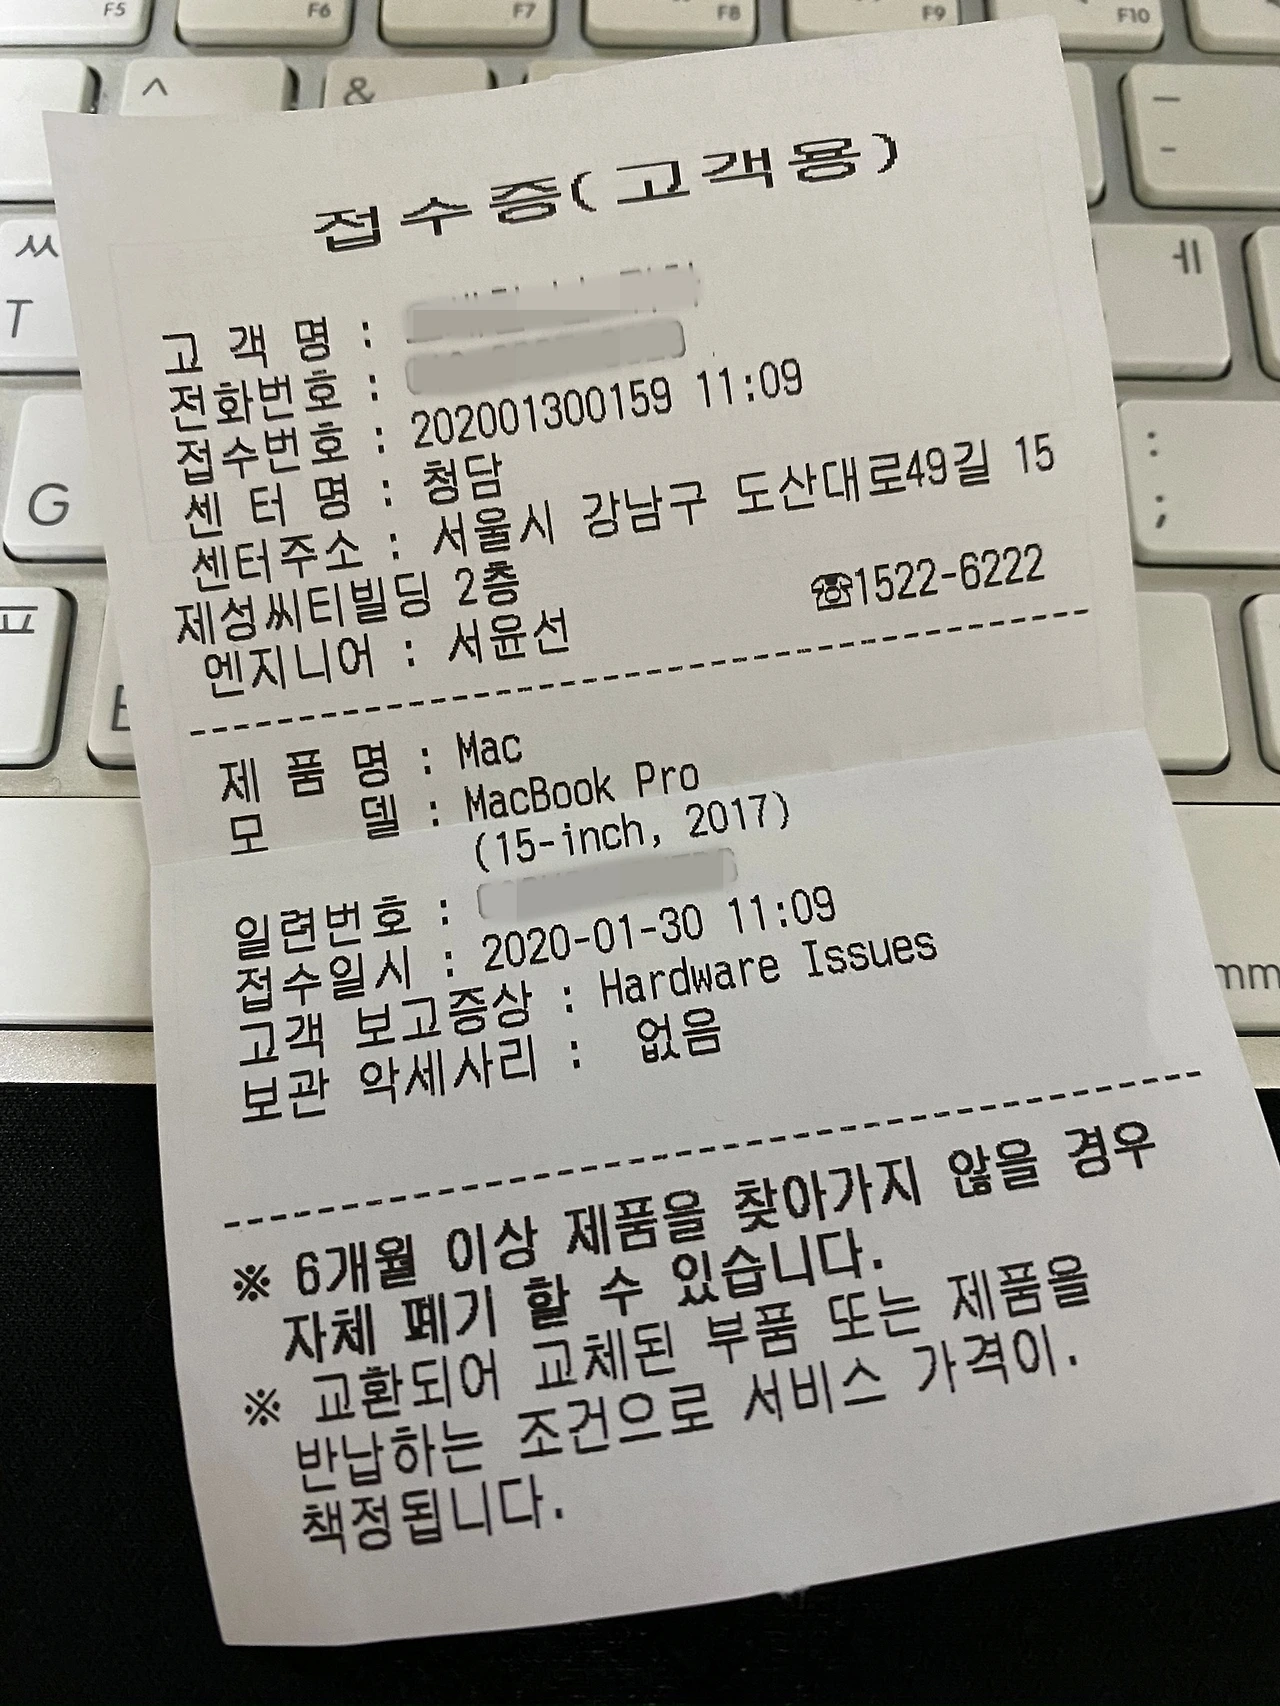 F5
F6
F7
F8
F9
F10
^
&
-
-
ㅆ
T
ㅖ
G
:
;
ㅍ
접수증(고객용)
고 객 명 :
전화번호 :
접수번호 : 202001300159 11:09
센 터 명 : 청담
센터주소 : 서울시 강남구 도산대로49길 15
제성씨티빌딩 2층
☎1522-6222
엔지니어 : 서윤선
제 품 명 : Mac
모 델 : MacBook Pro
(15-inch, 2017)
일련번호 :
접수일시 : 2020-01-30 11:09
고객 보고증상 : Hardware Issues
보관 악세사리 : 없음
※ 6개월 이상 제품을 찾아가지 않을 경우
자체 폐기 할 수 있습니다.
※ 교환되어 교체된 부품 또는 제품을
반납하는 조건으로 서비스 가격이.
책정됩니다.